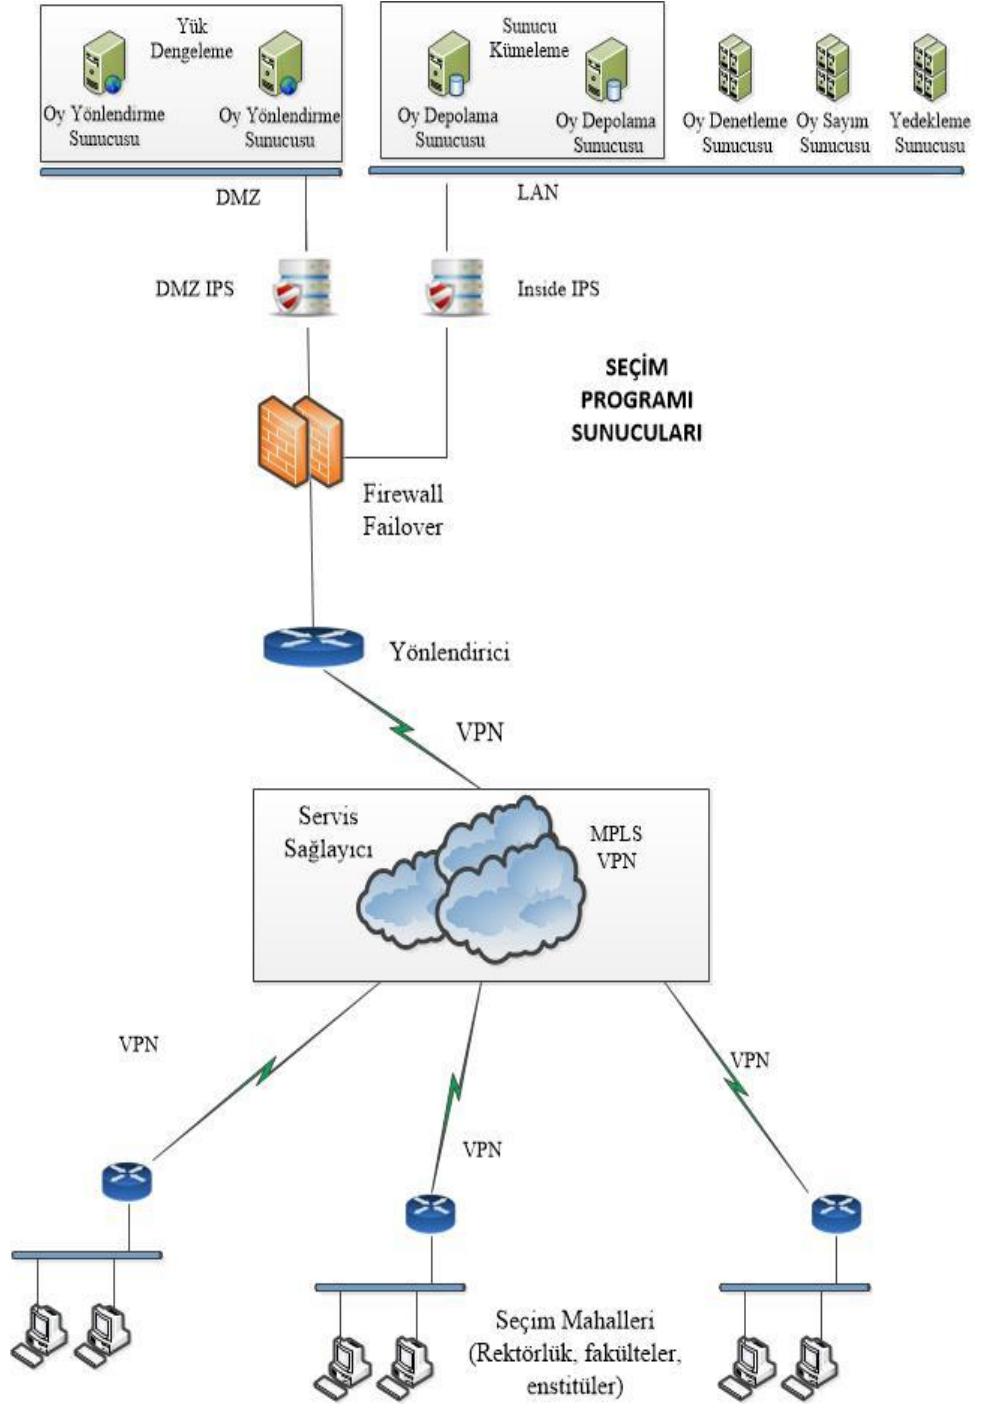 Yük
Dengeleme
Oy Yönlendirme
Sunucusu
Oy Yönlendirme
Sunucusu
Sunucu
Kümeleme
Oy Depolama
Sunucusu
Oy Depolama
Sunucusu
Oy Denetleme
Sunucusu
Oy Sayım
Sunucusu
Yedekleme
Sunucusu
DMZ
LAN
DMZ IPS
Inside IPS
SEÇİM
PROGRAMI
SUNUCULARI
Firewall
Failover
Yönlendirici
VPN
Servis
Sağlayıcı
MPLS
VPN
VPN
VPN
VPN
Seçim Mahalleri
(Rektörlük, fakülteler,
enstitüler)